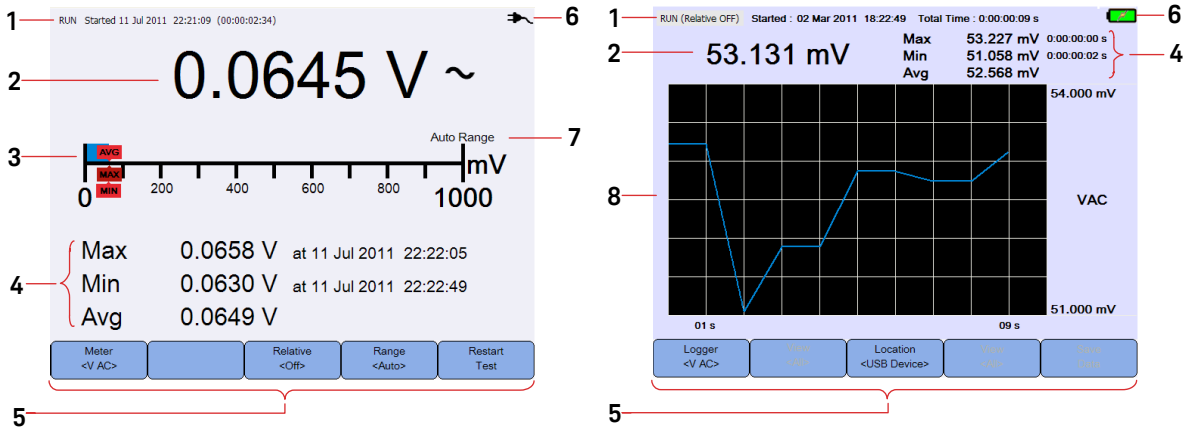 1 RUN Started 11 Jul 2011 22:21:09 (00:00:02:34) 6
2 0.0645 V ~
Auto Range 7
3 AVG
MAX
MIN
mV
200 400 600 800
0 1000
Max 0.0658 V at 11 Jul 2011 22:22:05
4 Min 0.0630 V at 11 Jul 2011 22:22:49
Avg 0.0649 V
Meter
<V AC>
Relative
<Off>
Range
<Auto>
Restart
Test
5
1 RUN (Relative OFF) Started : 02 Mar 2011 18:22:49 Total Time : 0:00:00:09 s 6
2 53.131 mV
Max 53.227 mV 0:00:00:00 s
Min 51.058 mV 0:00:00:02 s 4
Avg 52.568 mV
54.000 mV
8 VAC
51.000 mV
01 s 09 s
Logger
<V AC>
Location
<USB Device>
Save
5